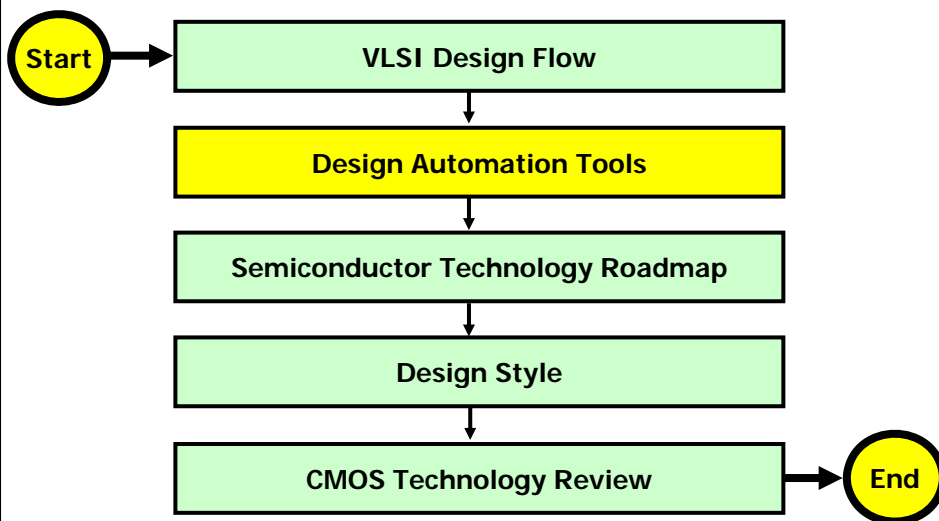 Start
VLSI Design Flow
Design Automation Tools
Semiconductor Technology Roadmap
Design Style
CMOS Technology Review
End